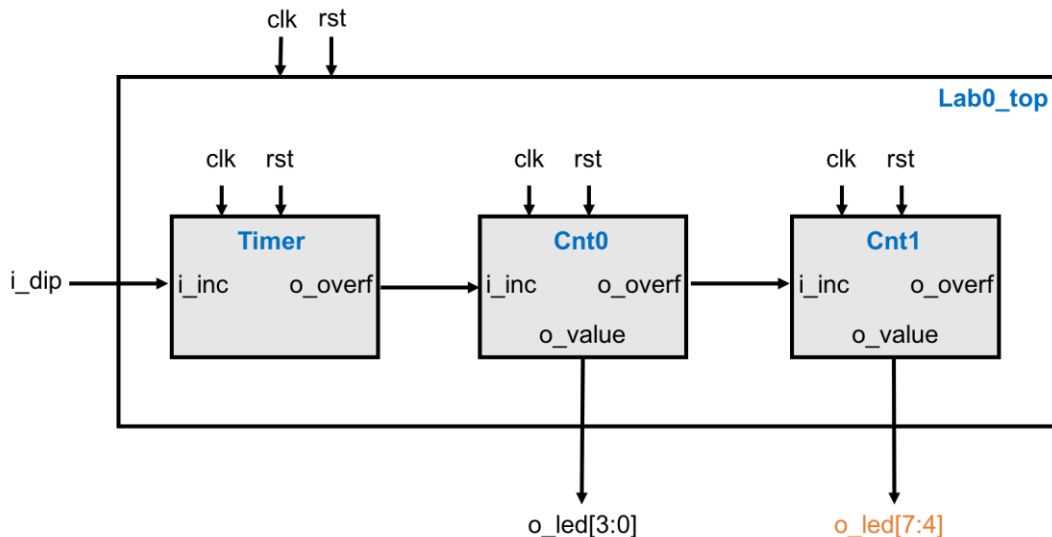 clk rst
Lab0_top
clk rst clk rst clk rst
Timer Cnt0 Cnt1
i_dip i_inc o_overf i_inc o_overf i_inc o_overf
o_value o_value
o_led[3:0] o_led[7:4]